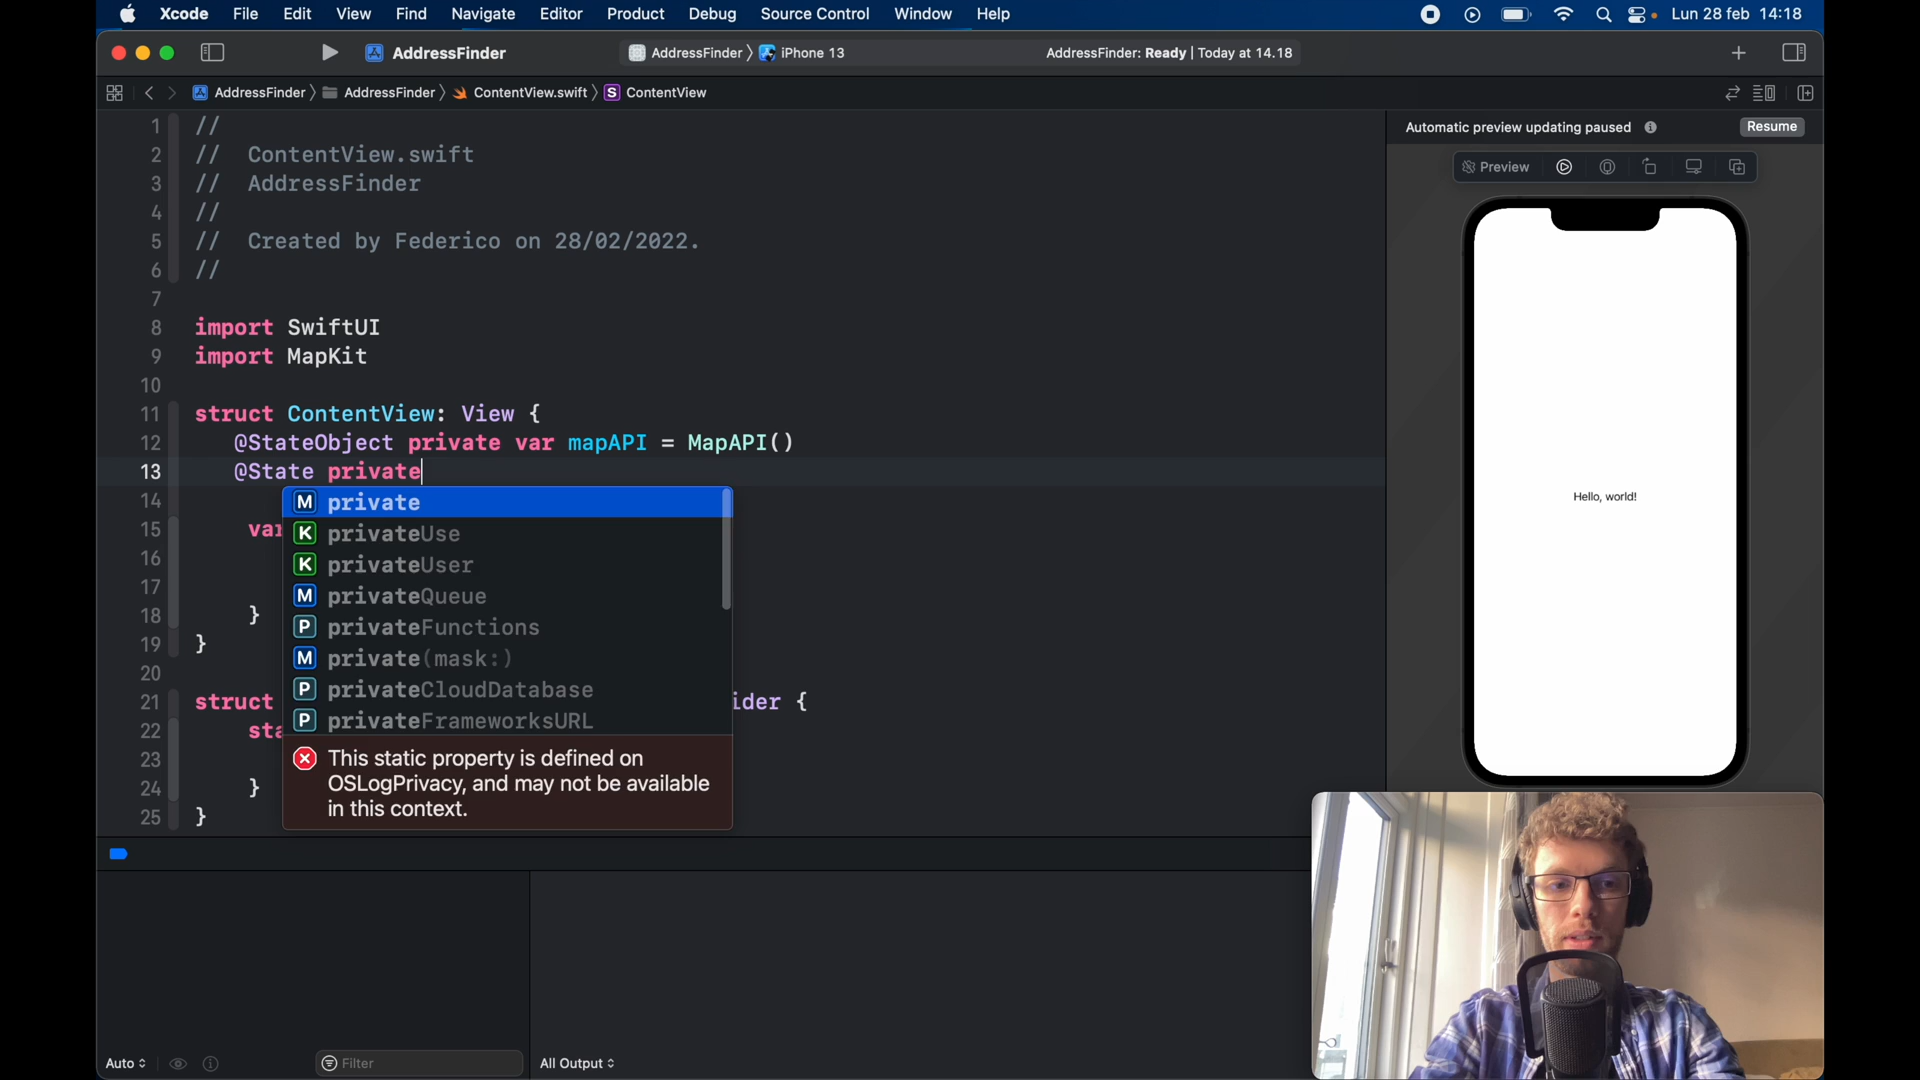 Xcode File Edit View Find Navigate Editor Product Debug Source Control Window Help Lun 28 feb 14:18
AddressFinder AddressFinder iPhone 13 AddressFinder: Ready | Today at 14.18
AddressFinder AddressFinder ContentView.swift S ContentView
Automatic preview updating paused Resume
Preview
1 //
2 // ContentView.swift
3 // AddressFinder
4 //
5 // Created by Federico on 28/02/2022.
6 //
7
8 import SwiftUI
9 import MapKit
10
11 struct ContentView: View {
12 @StateObject private var mapAPI = MapAPI()
13 @State private
14 M private
15 var K privateUse
16 K privateUser
17 M privateQueue
18 } P privateFunctions
19 } M private(mask:)
20 P privateCloudDatabase
21 struct ider {
22 sta P privateFrameworksURL
23 This static property is defined on
24 } OSLogPrivacy, and may not be available
25 } in this context.
Hello, world!
Auto Filter All Output